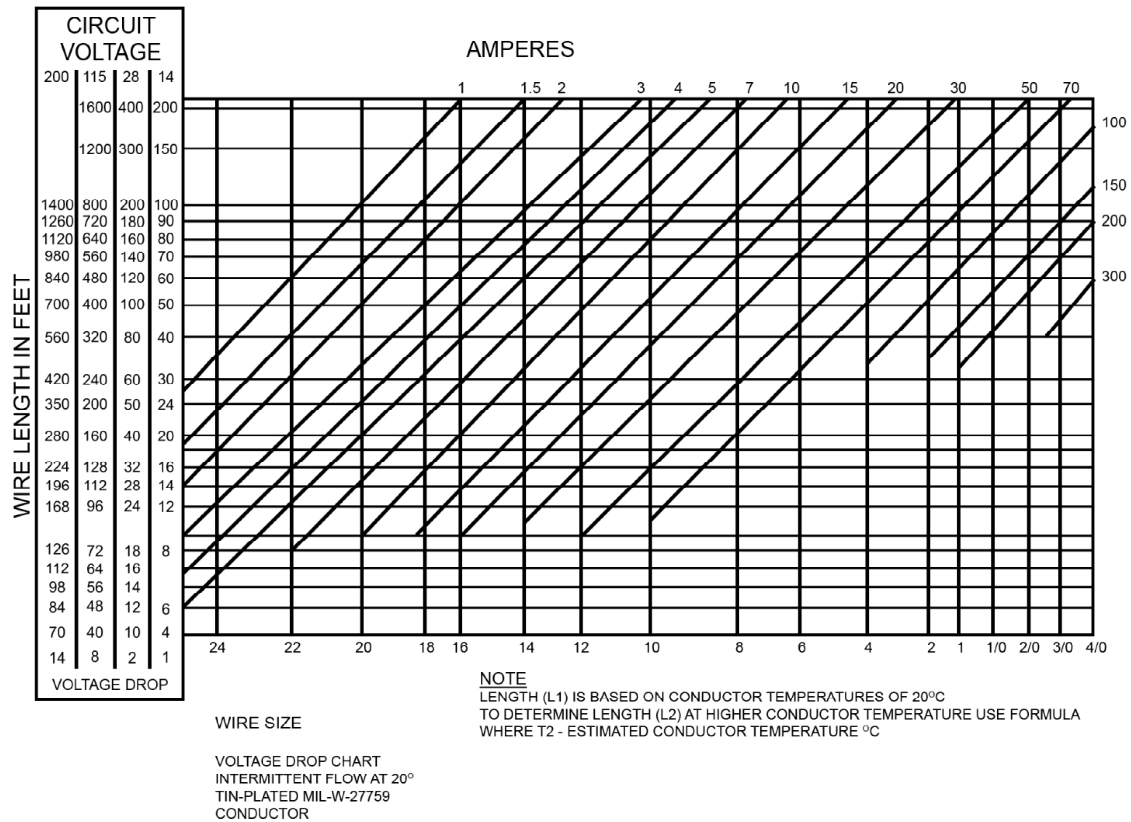 CIRCUIT
VOLTAGE
AMPERES
200 115 28 14
1 1.5 2 3 4 5 7 10 15 20 30 50 70
1600 400 200
100
1200 300 150
150
1400 800 200 100
1260 720 180 90
200
1120 640 160 80
980 560 140 70
840 480 120 60
300
700 400 100 50
560 320 80 40
420 240 60 30
350 200 50 24
280 160 40 20
224 128 32 16
196 112 28 14
168 96 24 12
126 72 18 8
112 64 16
98 56 14
84 48 12 6
70 40 10 4
14 8 2 1
WIRE LENGTH IN FEET
VOLTAGE DROP
24 22 20 18 16 14 12 10 8 6 4 2 1 1/0 2/0 3/0 4/0
WIRE SIZE
NOTE
LENGTH (L1) IS BASED ON CONDUCTOR TEMPERATURES OF 20⁰C
TO DETERMINE LENGTH (L2) AT HIGHER CONDUCTOR TEMPERATURE USE FORMULA
WHERE T2 - ESTIMATED CONDUCTOR TEMPERATURE ⁰C
VOLTAGE DROP CHART
INTERMITTENT FLOW AT 20⁰
TIN-PLATED MIL-W-27759
CONDUCTOR